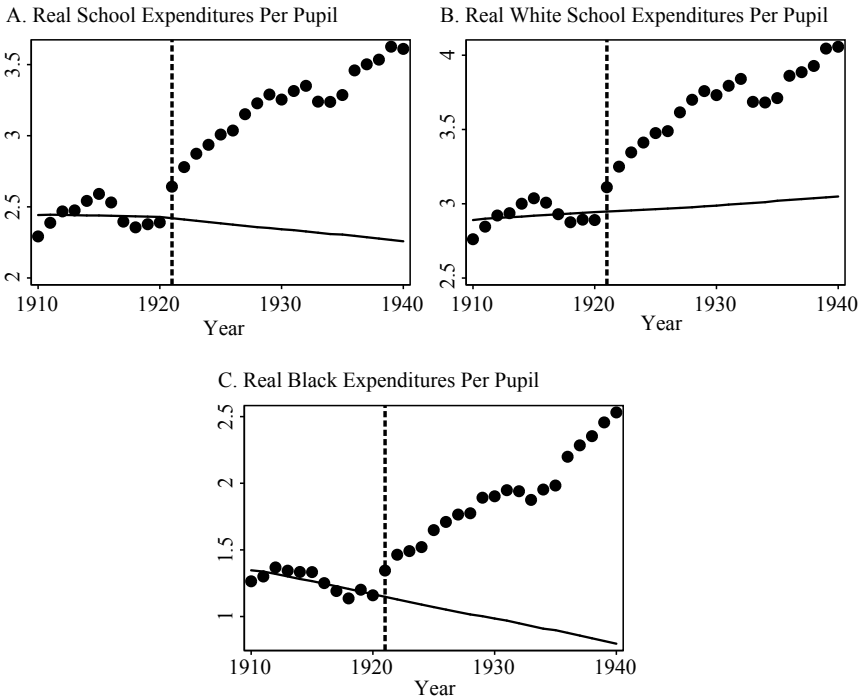 A. Real School Expenditures Per Pupil
3.5
3
2.5
2
1910 1920 1930 1940
Year
B. Real White School Expenditures Per Pupil
4
3.5
3
2.5
1910 1920 1930 1940
Year
C. Real Black Expenditures Per Pupil
2.5
2
1.5
1
1910 1920 1930 1940
Year